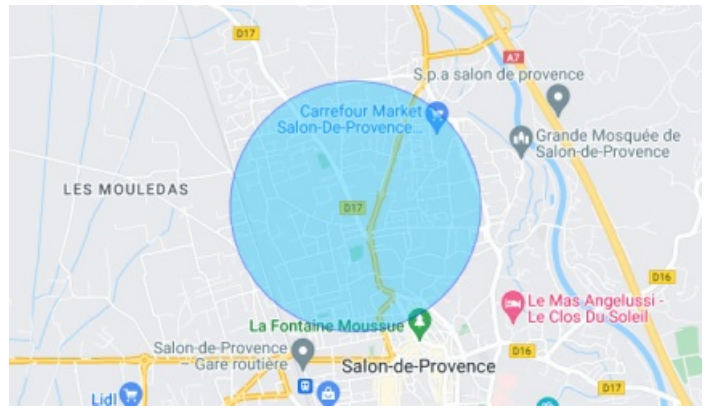 D17
A7
S.p.a salon de provence
Carrefour Market
Salon-De-Provence...
Grande Mosquée de
Salon-de-Provence
LES MOULEDAS
D17
D16
Le Mas Angelussi -
Le Clos Du Soleil
La Fontaine Moussue
Salon-de-Provence
– Gare routière
D16
Salon-de-Provence
D17
Lidl